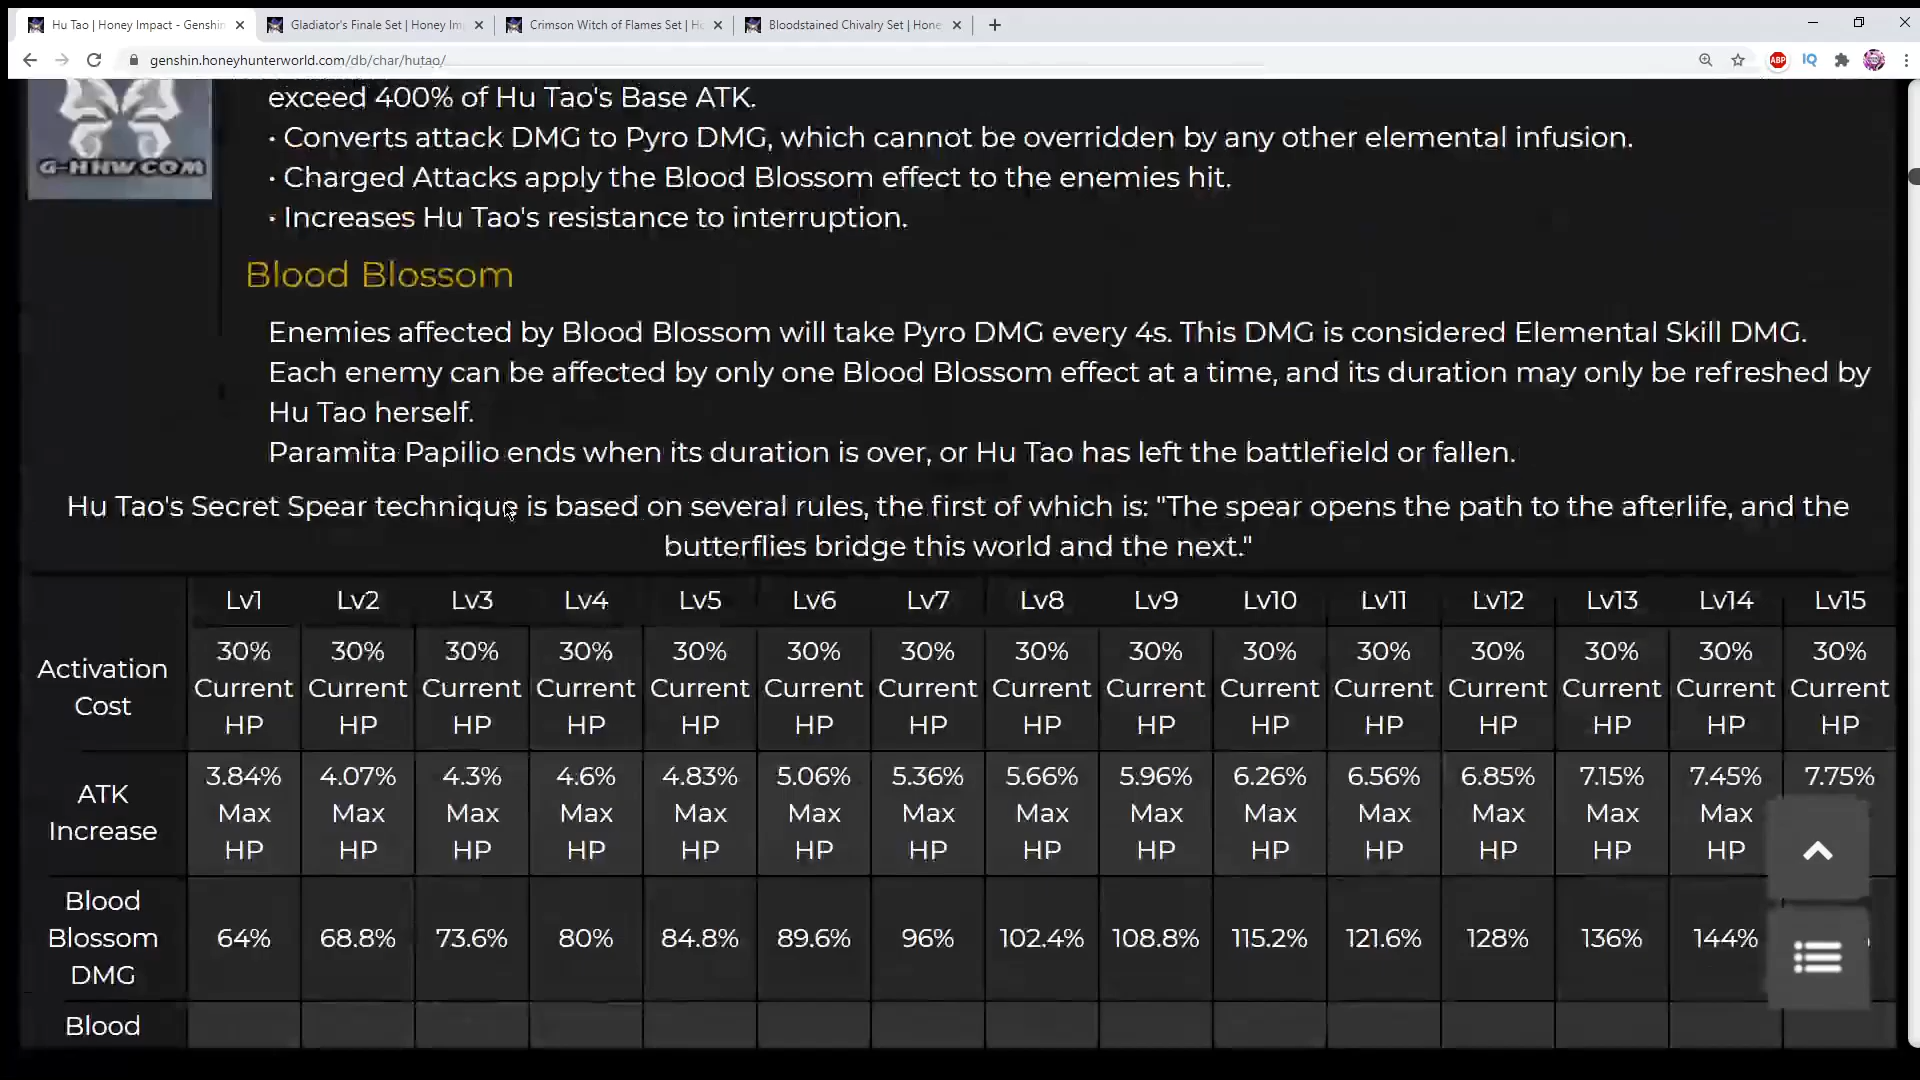 Hu Tao | Honey Impact - Genshin
Gladiator's Finale Set | Honey Im
Crimson Witch of Flames Set | H
Bloodstained Chivalry Set | Hone
genshin.honeyhunterworld.com/db/char/hutao/
ABP
IQ
G-HHW.COM
exceed 400% of Hu Tao's Base ATK.
• Converts attack DMG to Pyro DMG, which cannot be overridden by any other elemental infusion.
• Charged Attacks apply the Blood Blossom effect to the enemies hit.
• Increases Hu Tao's resistance to interruption.
Blood Blossom
Enemies affected by Blood Blossom will take Pyro DMG every 4s. This DMG is considered Elemental Skill DMG.
Each enemy can be affected by only one Blood Blossom effect at a time, and its duration may only be refreshed by
Hu Tao herself.
Paramita Papilio ends when its duration is over, or Hu Tao has left the battlefield or fallen.
Hu Tao's Secret Spear technique is based on several rules, the first of which is: "The spear opens the path to the afterlife, and the
butterflies bridge this world and the next."
Lv1 Lv2 Lv3 Lv4 Lv5 Lv6 Lv7 Lv8 Lv9 Lv10 Lv11 Lv12 Lv13 Lv14 Lv15
Activation Cost
30% 30% 30% 30% 30% 30% 30% 30% 30% 30% 30% 30% 30% 30% 30%
Current Current Current Current Current Current Current Current Current Current Current Current Current Current Current
HP HP HP HP HP HP HP HP HP HP HP HP HP HP HP
ATK Increase
3.84% 4.07% 4.3% 4.6% 4.83% 5.06% 5.36% 5.66% 5.96% 6.26% 6.56% 6.85% 7.15% 7.45% 7.75%
Max Max Max Max Max Max Max Max Max Max Max Max Max Max
HP HP HP HP HP HP HP HP HP HP HP HP HP HP
Blood
Blossom
DMG
64% 68.8% 73.6% 80% 84.8% 89.6% 96% 102.4% 108.8% 115.2% 121.6% 128% 136% 144%
Blood